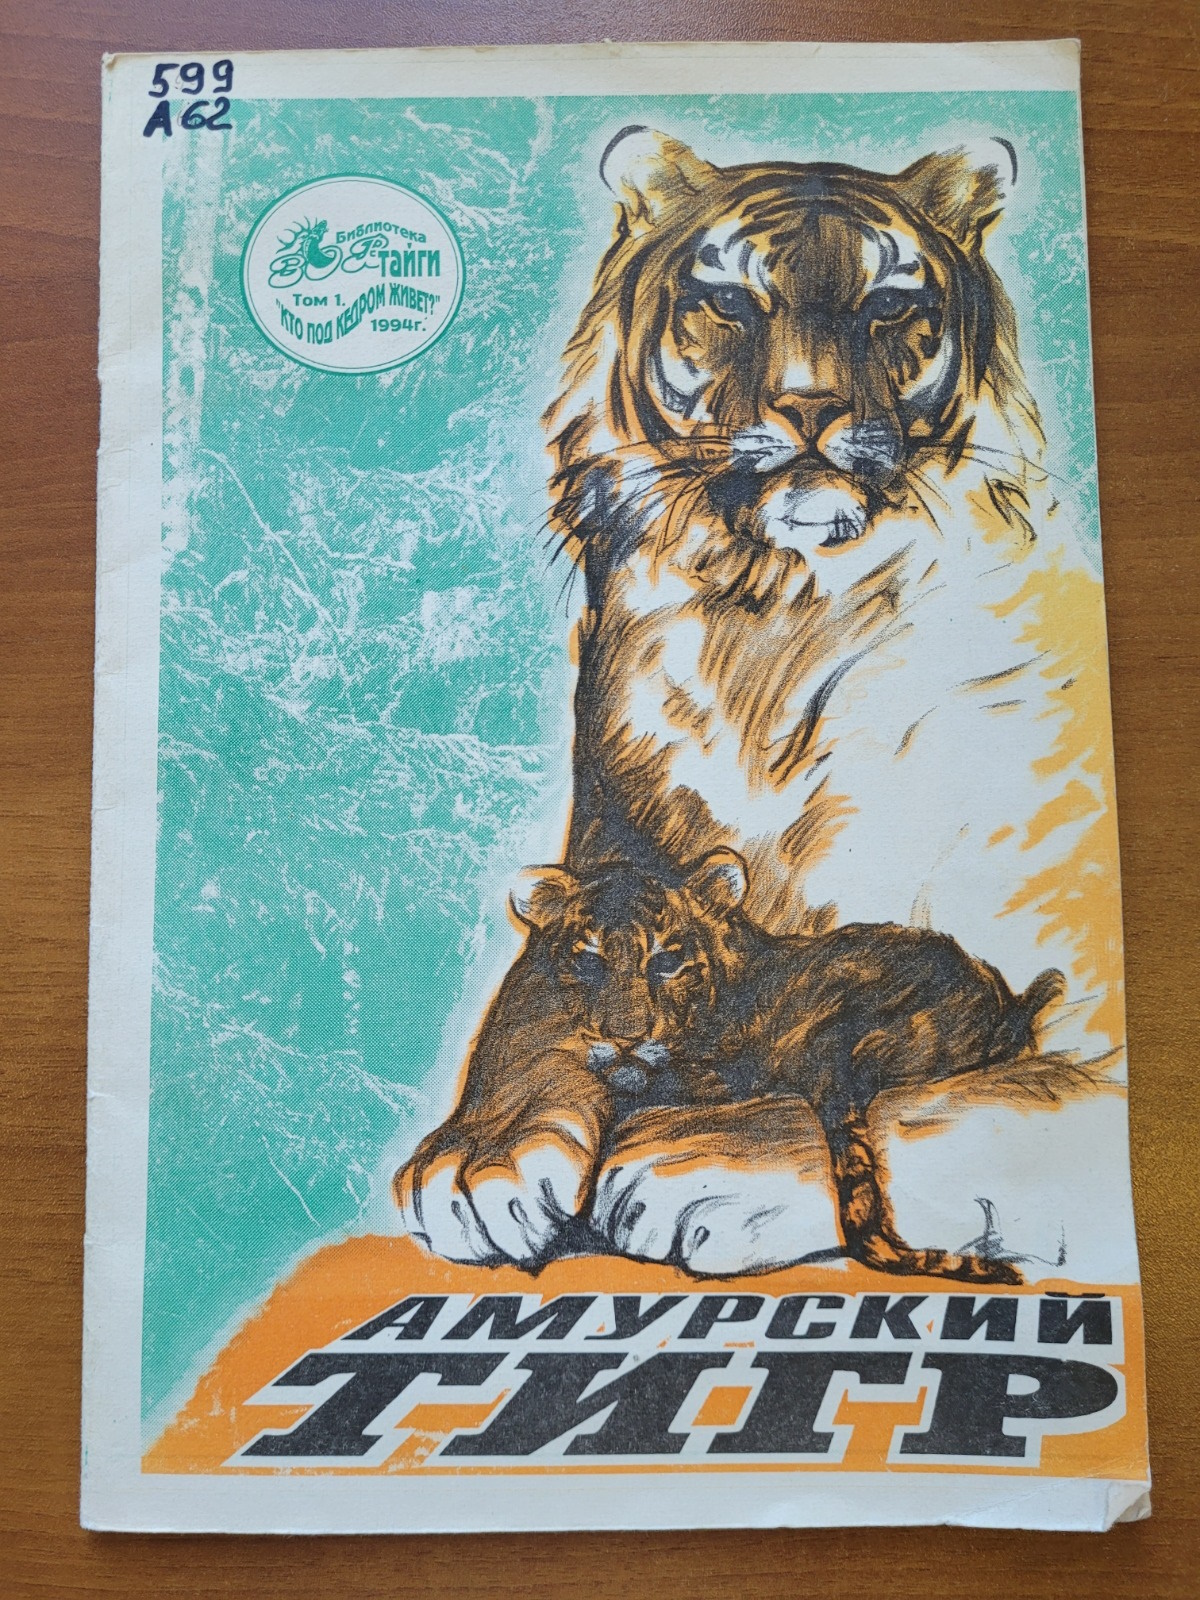 599
А62
Библиотека
тайги
Том 1.
"Кто под кедром живет?"
1994г.
АМУРСКИЙ
ТИГР